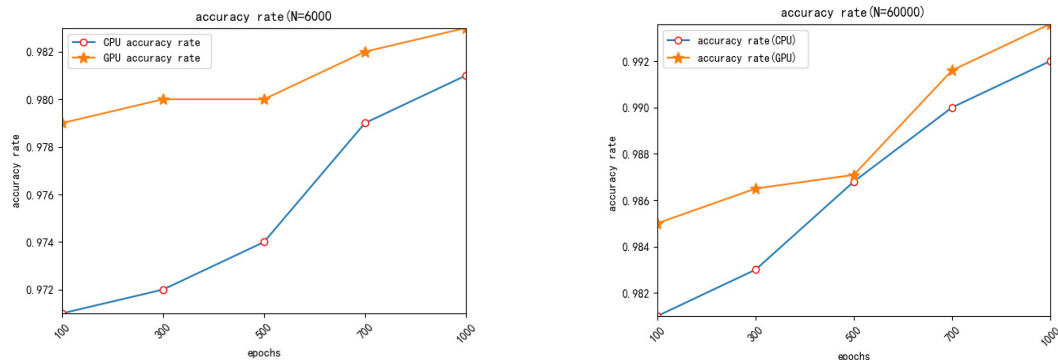 accuracy rate(N=6000
CPU accuracy rate
GPU accuracy rate
accuracy rate
0.982
0.980
0.978
0.976
0.974
0.972
100
300
500
700
1000
epochs
accuracy rate(N=60000)
accuracy rate(CPU)
accuracy rate(GPU)
accuracy rate
0.992
0.990
0.988
0.986
0.984
0.982
100
300
500
700
1000
epochs